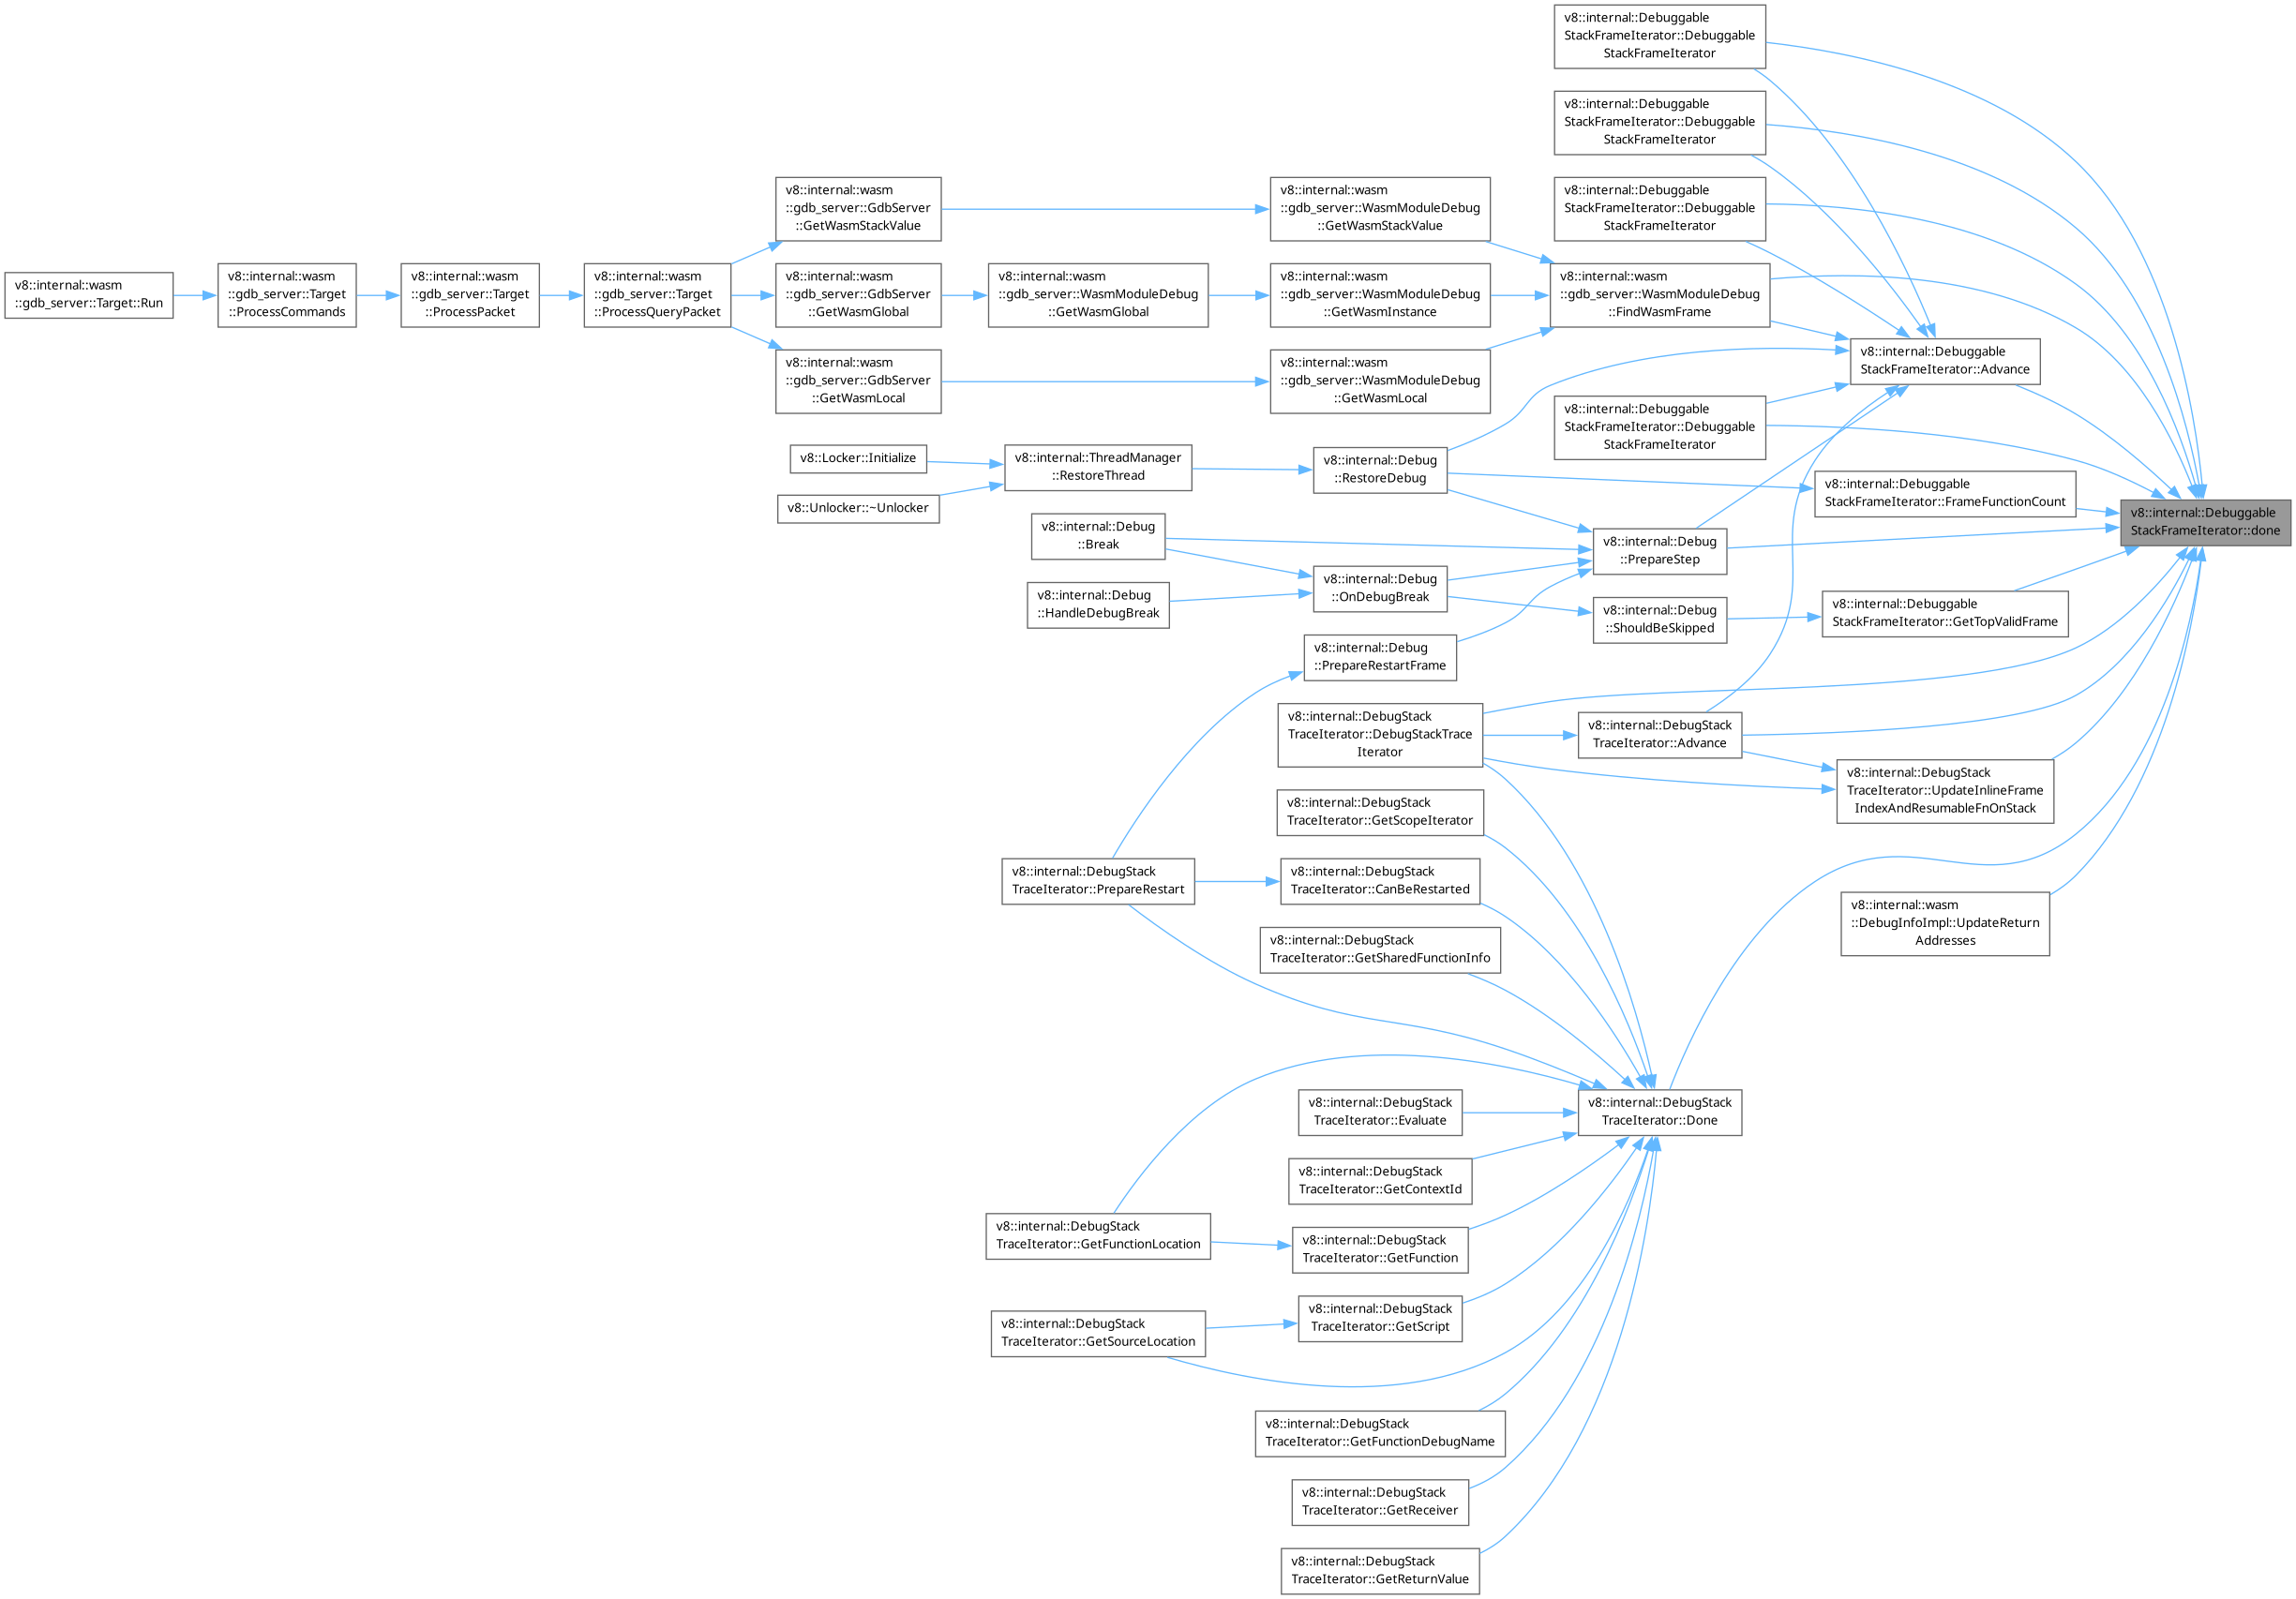 v8::internal::Debuggable
StackFrameIterator::Debuggable
StackFrameIterator
v8::internal::Debuggable
StackFrameIterator::Debuggable
StackFrameIterator
v8::internal::Debuggable
StackFrameIterator::Debuggable
StackFrameIterator
v8::internal::wasm
::gdb_server::GdbServer
::GetWasmStackValue
v8::internal::wasm
::gdb_server::WasmModuleDebug
::GetWasmStackValue
v8::internal::wasm
::gdb_server::Target::Run
v8::internal::wasm
::gdb_server::Target
::ProcessCommands
v8::internal::wasm
::gdb_server::Target
::ProcessPacket
v8::internal::wasm
::gdb_server::Target
::ProcessQueryPacket
v8::internal::wasm
::gdb_server::GdbServer
::GetWasmGlobal
v8::internal::wasm
::gdb_server::WasmModuleDebug
::GetWasmGlobal
v8::internal::wasm
::gdb_server::WasmModuleDebug
::GetWasmInstance
v8::internal::wasm
::gdb_server::WasmModuleDebug
::FindWasmFrame
v8::internal::wasm
::gdb_server::GdbServer
::GetWasmLocal
v8::internal::wasm
::gdb_server::WasmModuleDebug
::GetWasmLocal
v8::internal::Debuggable
StackFrameIterator::Advance
v8::internal::Debuggable
StackFrameIterator::Debuggable
StackFrameIterator
v8::Locker::Initialize
v8::internal::ThreadManager
::RestoreThread
v8::internal::Debug
::RestoreDebug
v8::internal::Debuggable
StackFrameIterator::FrameFunctionCount
v8::Unlocker::~Unlocker
v8::internal::Debuggable
StackFrameIterator::done
v8::internal::Debug
::Break
v8::internal::Debug
::PrepareStep
v8::internal::Debug
::HandleDebugBreak
v8::internal::Debug
::OnDebugBreak
v8::internal::Debug
::ShouldBeSkipped
v8::internal::Debuggable
StackFrameIterator::GetTopValidFrame
v8::internal::Debug
::PrepareRestartFrame
v8::internal::DebugStack
TraceIterator::DebugStackTrace
Iterator
v8::internal::DebugStack
TraceIterator::Advance
v8::internal::DebugStack
TraceIterator::UpdateInlineFrame
IndexAndResumableFnOnStack
v8::internal::DebugStack
TraceIterator::GetScopeIterator
v8::internal::DebugStack
TraceIterator::PrepareRestart
v8::internal::DebugStack
TraceIterator::CanBeRestarted
v8::internal::wasm
::DebugInfoImpl::UpdateReturn
Addresses
v8::internal::DebugStack
TraceIterator::GetSharedFunctionInfo
v8::internal::DebugStack
TraceIterator::Evaluate
v8::internal::DebugStack
TraceIterator::Done
v8::internal::DebugStack
TraceIterator::GetContextId
v8::internal::DebugStack
TraceIterator::GetFunctionLocation
v8::internal::DebugStack
TraceIterator::GetFunction
v8::internal::DebugStack
TraceIterator::GetSourceLocation
v8::internal::DebugStack
TraceIterator::GetScript
v8::internal::DebugStack
TraceIterator::GetFunctionDebugName
v8::internal::DebugStack
TraceIterator::GetReceiver
v8::internal::DebugStack
TraceIterator::GetReturnValue